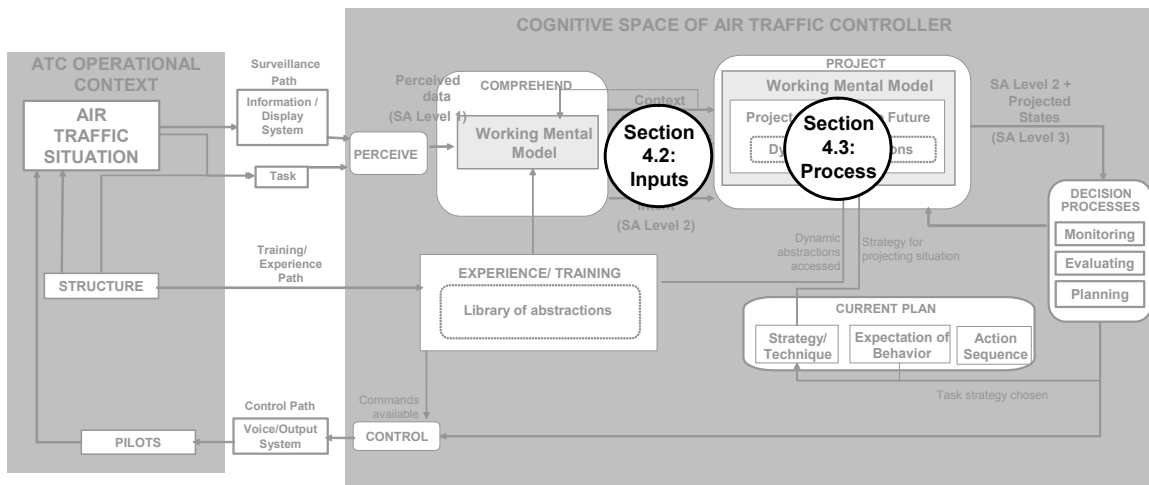 COGNITIVE SPACE OF AIR TRAFFIC CONTROLLER
ATC OPERATIONAL
CONTEXT
AIR
TRAFFIC
SITUATION
STRUCTURE
PILOTS
Surveillance
Path
Information /
Display
System
Task
Training/
Experience
Path
Control Path
Voice/Output
System
PERCEIVE
Perceived
data
(SA Level 1)
COMPREHEND
Working Mental
Model
Context
Section
4.2:
Inputs
(SA Level 2)
PROJECT
Working Mental Model
Project
Future
Section
4.3:
Process
SA Level 2 +
Projected
States
(SA Level 3)
DECISION
PROCESSES
Monitoring
Evaluating
Planning
Dynamic
abstractions
accessed
Strategy for
projecting situation
EXPERIENCE/ TRAINING
Library of abstractions
CURRENT PLAN
Strategy/
Technique
Expectation of
Behavior
Action
Sequence
Task strategy chosen
Commands
available
CONTROL